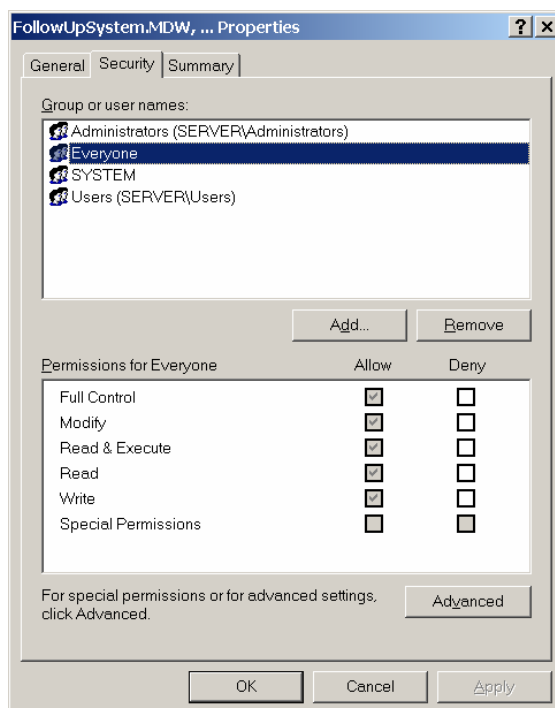 FollowUpSystem.MDW, ... Properties
General Security Summary
Group or user names:
Administrators (SERVER\Administrators)
Everyone
SYSTEM
Users (SERVER\Users)
Add... Remove
Permissions for Everyone Allow Deny
Full Control
Modify
Read & Execute
Read
Write
Special Permissions
For special permissions or for advanced settings, Advanced
click Advanced.
OK Cancel Apply